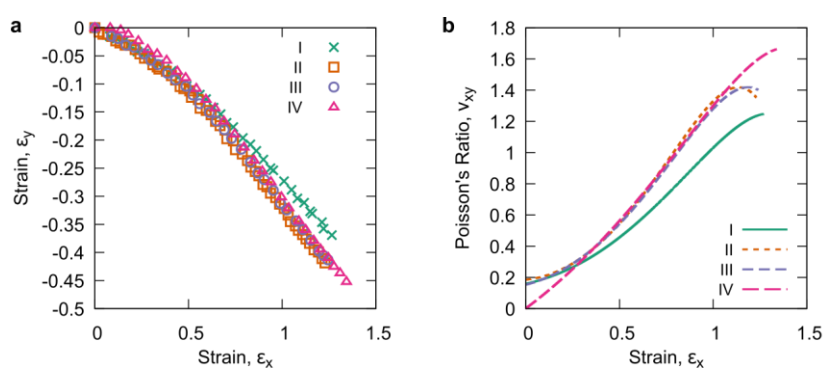 a
0
-0.05
-0.1
-0.15
-0.2
-0.25
-0.3
-0.35
-0.4
-0.45
-0.5
Strain, εy
0 0.5 1 1.5
Strain, εx
I
II
III
IV
b
1.8
1.6
1.4
1.2
1
0.8
0.6
0.4
0.2
0
Poisson's Ratio, vxy
0 0.5 1 1.5
Strain, εx
I
II
III
IV